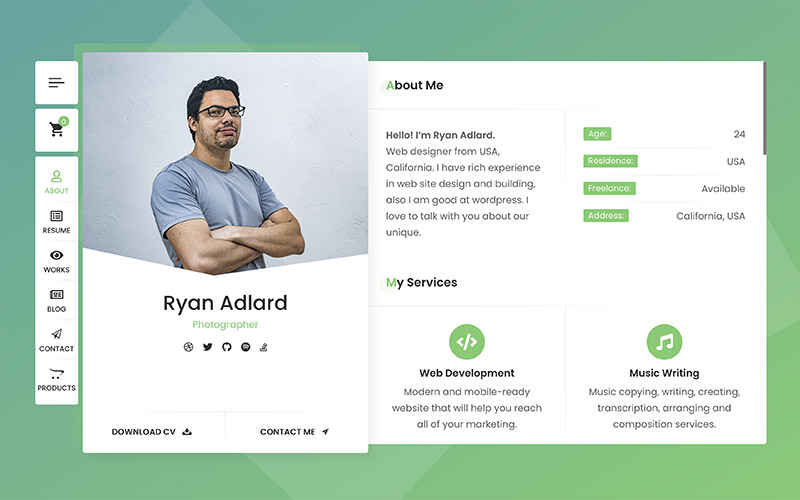 0
ABOUT
RESUME
WORKS
BLOG
CONTACT
PRODUCTS
Ryan Adlard
Photographer
DOWNLOAD CV
CONTACT ME
About Me
Hello! I'm Ryan Adlard.
Web designer from USA,
California. I have rich experience
in web site design and building,
also I am good at wordpress. I
love to talk with you about our
unique.
Age: 24
Residence: USA
Freelance: Available
Address: California, USA
My Services
Web Development
Modern and mobile-ready
website that will help you reach
all of your marketing.
Music Writing
Music copying, writing, creating,
transcription, arranging and
composition services.